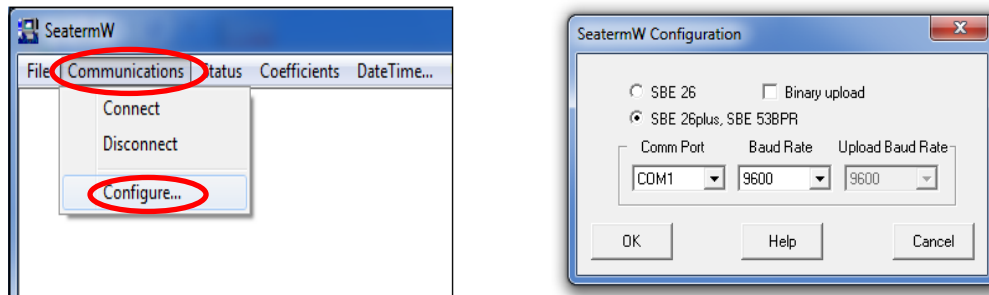 SeatermW
File Communications Status Coefficients DateTime...
Connect
Disconnect
Configure...
SeatermW Configuration
SBE 26 Binary upload
SBE 26plus, SBE 53BPR
Comm Port Baud Rate Upload Baud Rate
COM1 9600 9600
OK Help Cancel